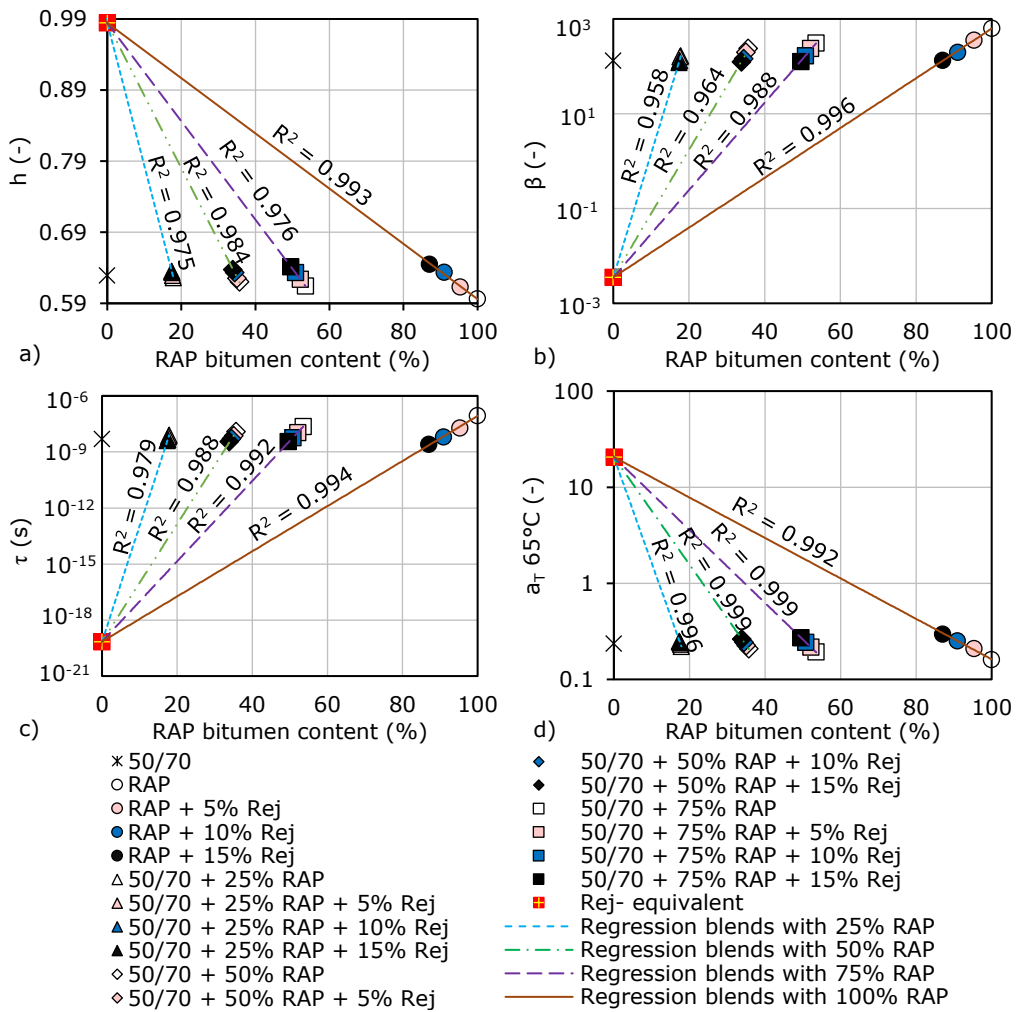 0.99
0.89
0.79
0.69
0.59
h (-)
R² = 0.975
R² = 0.984
R² = 0.976
R² = 0.993
0 20 40 60 80 100
a) RAP bitumen content (%)
10³
10¹
10⁻¹
10⁻³
β (-)
R² = 0.958
R² = 0.964
R² = 0.988
R² = 0.996
0 20 40 60 80 100
b) RAP bitumen content (%)
10⁻⁶
10⁻⁹
10⁻¹²
10⁻¹⁵
10⁻¹⁸
10⁻²¹
τ (s)
R² = 0.979
R² = 0.988
R² = 0.992
R² = 0.994
0 20 40 60 80 100
c) RAP bitumen content (%)
100
10
1
0.1
a_T 65°C (-)
R² = 0.996
R² = 0.999
R² = 0.999
R² = 0.992
0 20 40 60 80 100
d) RAP bitumen content (%)
50/70
RAP
RAP + 5% Rej
RAP + 10% Rej
RAP + 15% Rej
50/70 + 25% RAP
50/70 + 25% RAP + 5% Rej
50/70 + 25% RAP + 10% Rej
50/70 + 25% RAP + 15% Rej
50/70 + 50% RAP
50/70 + 50% RAP + 5% Rej
50/70 + 50% RAP + 10% Rej
50/70 + 50% RAP + 15% Rej
50/70 + 75% RAP
50/70 + 75% RAP + 5% Rej
50/70 + 75% RAP + 10% Rej
50/70 + 75% RAP + 15% Rej
Rej- equivalent
Regression blends with 25% RAP
Regression blends with 50% RAP
Regression blends with 75% RAP
Regression blends with 100% RAP